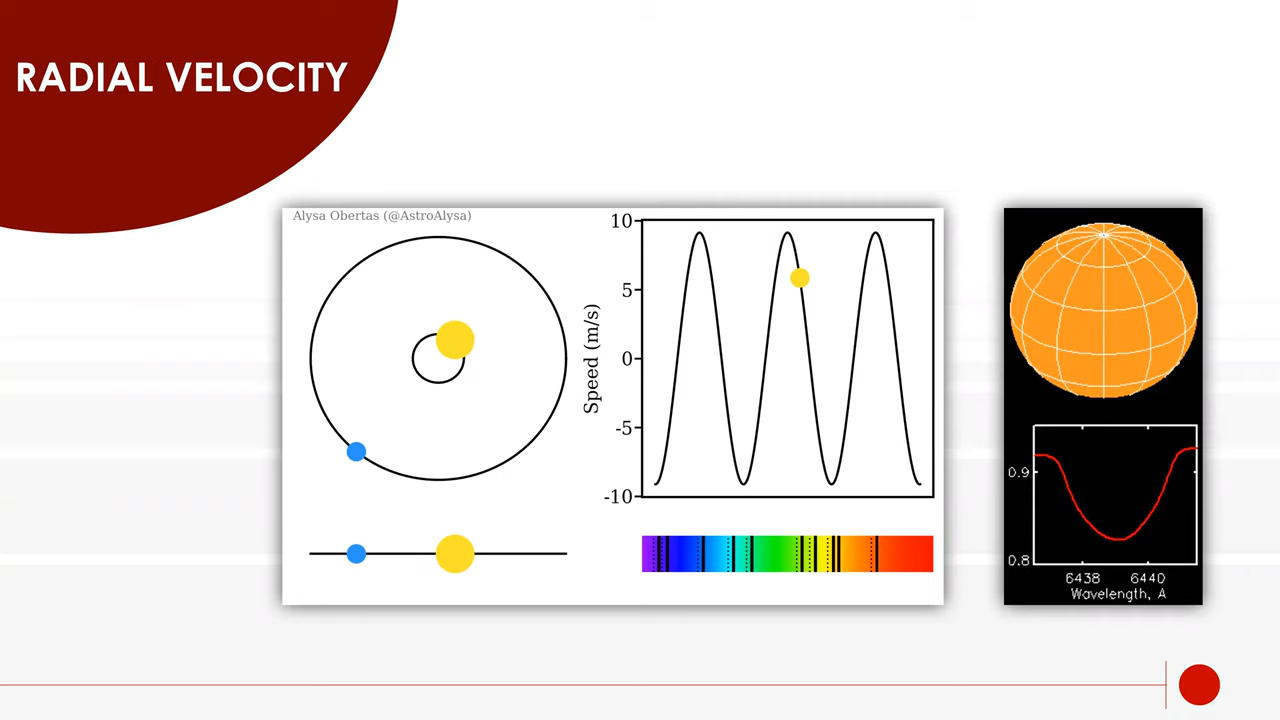 RADIAL VELOCITY
Alysa Obertas (@AstroAlysa)
Speed (m/s)
10
5
0
-5
-10
0.9
0.8
6438 6440
Wavelength, A